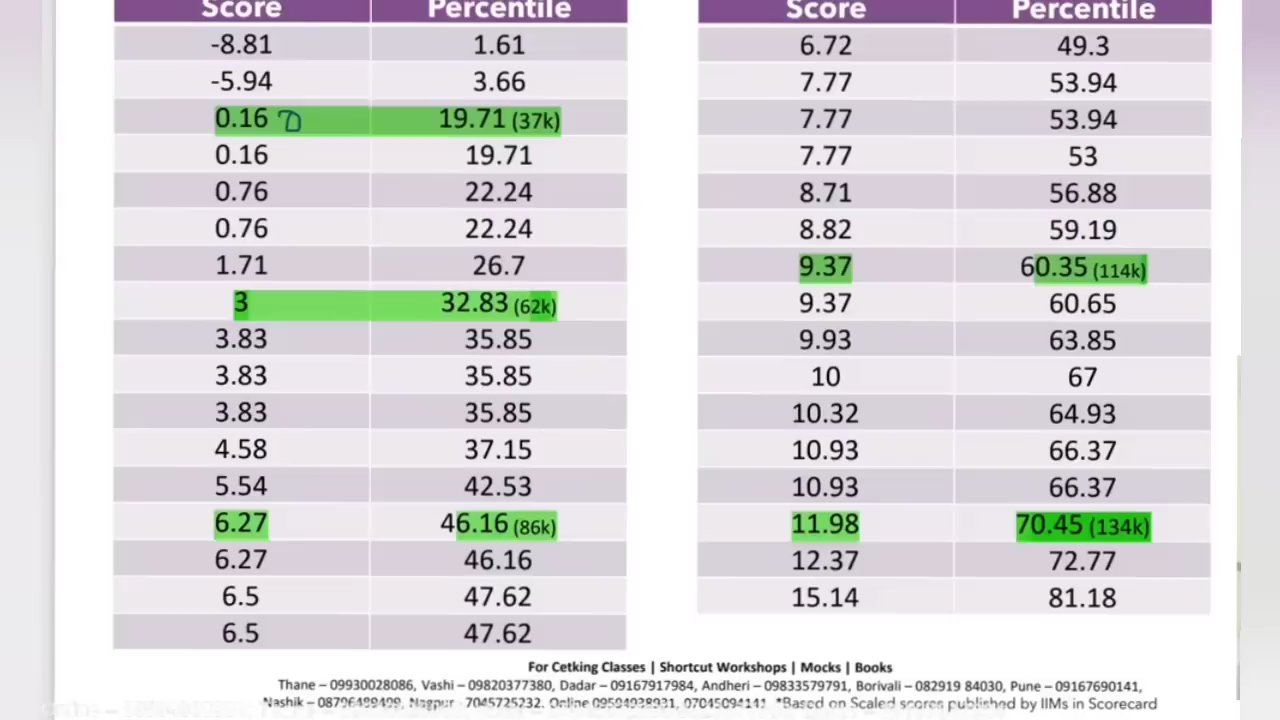 Score Percentile
-8.81 1.61
-5.94 3.66
0.16 19.71 (37k)
0.16 19.71
0.76 22.24
0.76 22.24
1.71 26.7
3 32.83 (62k)
3.83 35.85
3.83 35.85
3.83 35.85
4.58 37.15
5.54 42.53
6.27 46.16 (86k)
6.27 46.16
6.5 47.62
6.5 47.62
Score Percentile
6.72 49.3
7.77 53.94
7.77 53.94
7.77 53
8.71 56.88
8.82 59.19
9.37 60.35 (114k)
9.37 60.65
9.93 63.85
10 67
10.32 64.93
10.93 66.37
10.93 66.37
11.98 70.45 (134k)
12.37 72.77
15.14 81.18
For Cetking Classes | Shortcut Workshops | Mocks | Books
Thane – 09930028086, Vashi – 09820377380, Dadar – 09167917984, Andheri – 09833579791, Borivali – 082919 84030, Pune – 09167690141,
Nashik – Nagpur - 7045725232. Online 07045094141 *Based on Scaled scores published by IIMs in Scorecard